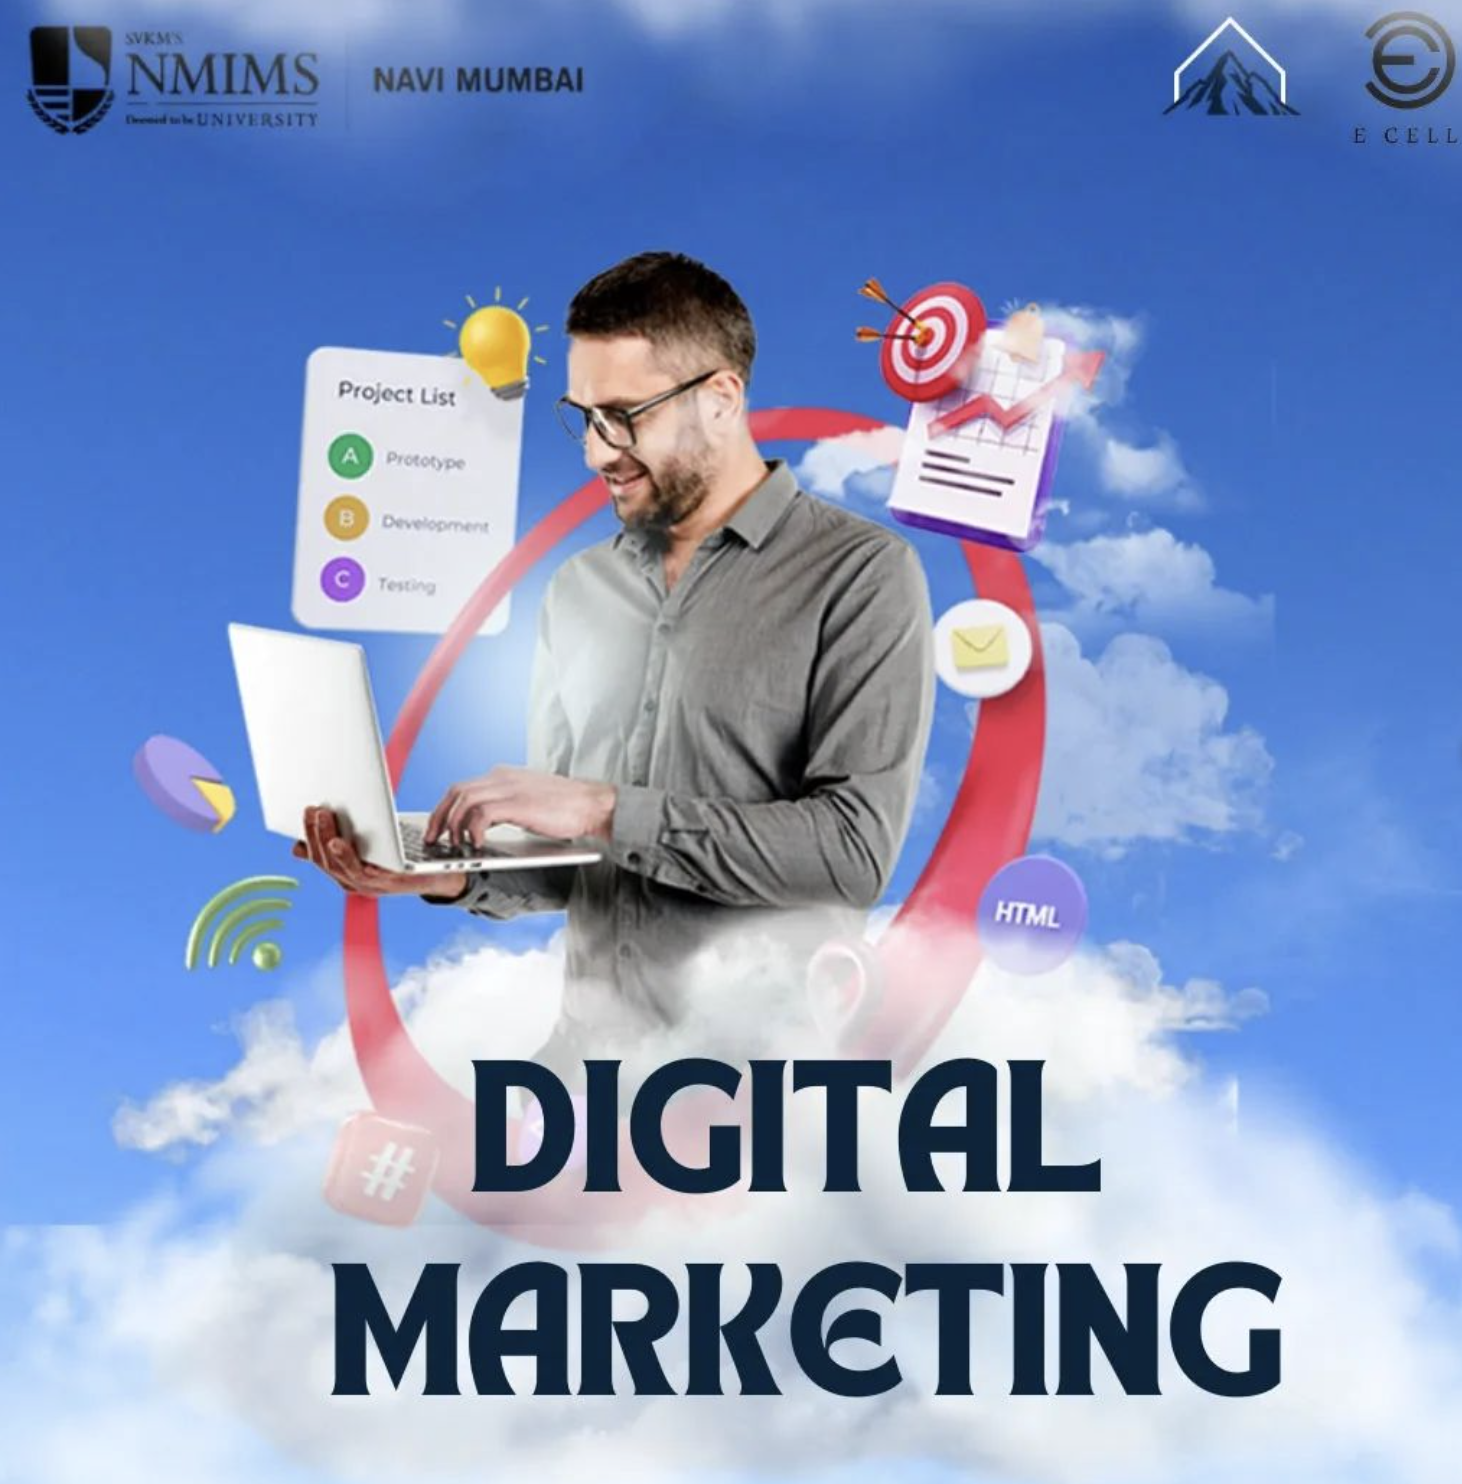 SVKM'S
NMIMS
Deemed to be UNIVERSITY
NAVI MUMBAI
E CELL
Project List
A Prototype
B Development
C Testing
HTML
#
DIGITAL
MARKETING